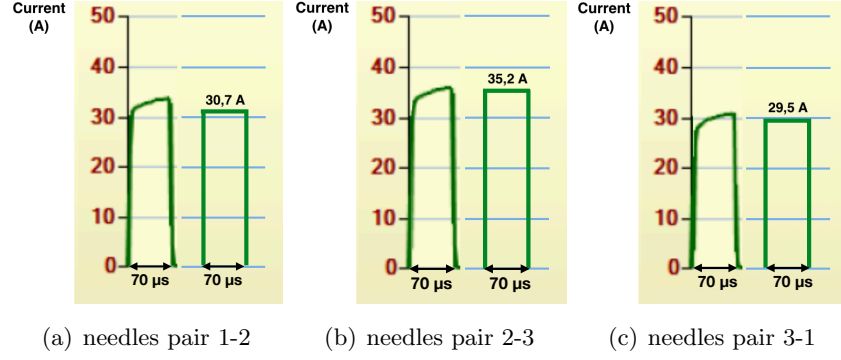 Current
(A)
50
40
30
20
10
0
30,7 A
70 µs
70 µs
(a) needles pair 1-2
Current
(A)
50
40
30
20
10
0
35,2 A
70 µs
70 µs
(b) needles pair 2-3
Current
(A)
50
40
30
20
10
0
29,5 A
70 µs
70 µs
(c) needles pair 3-1